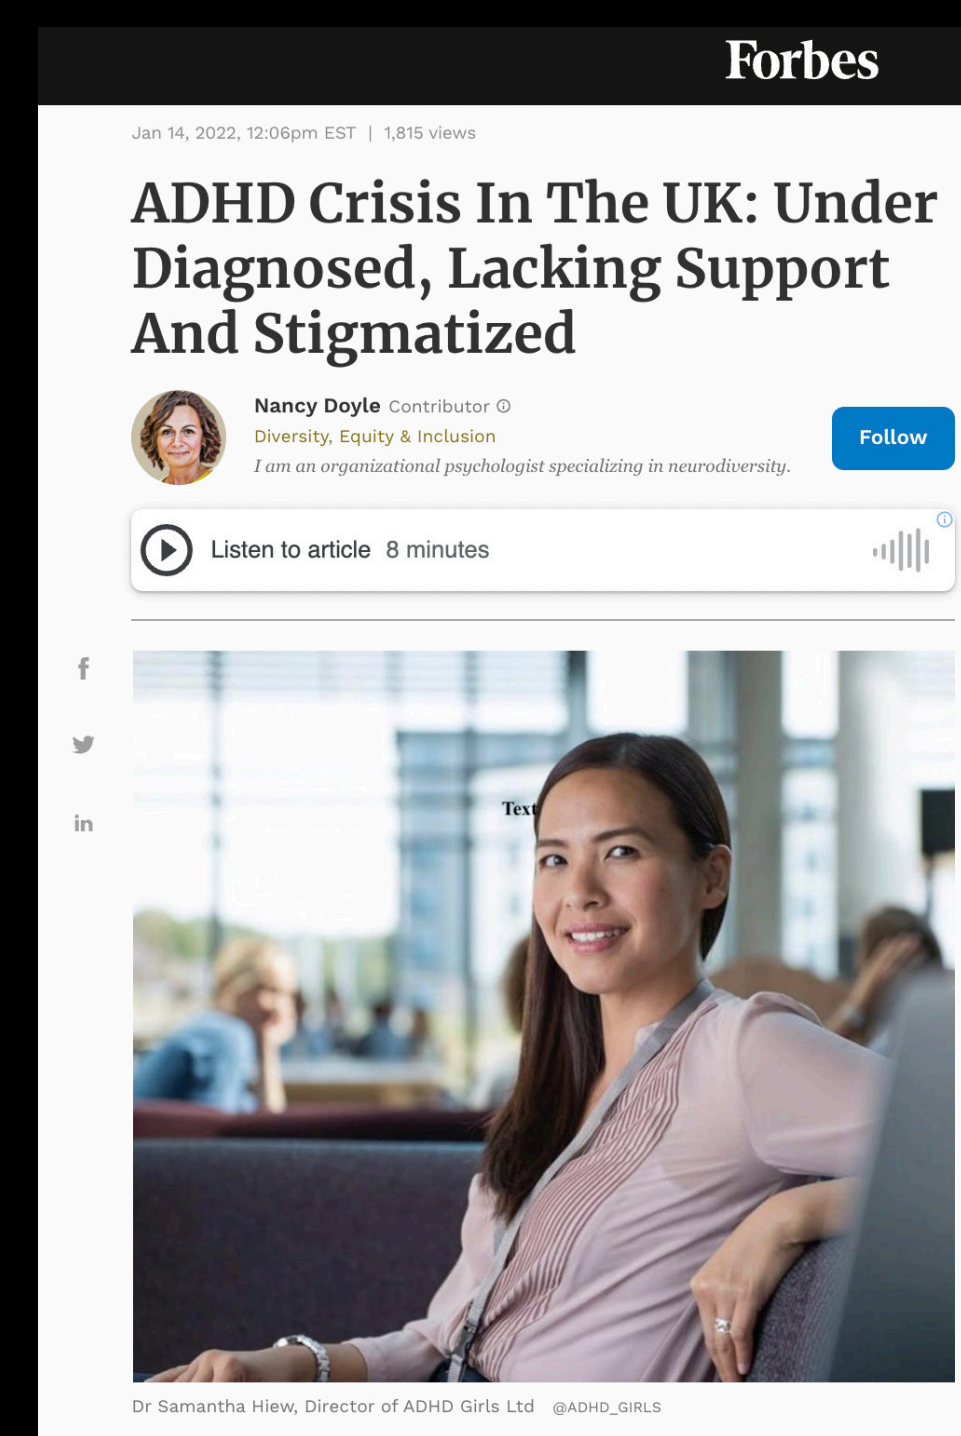 Forbes
Jan 14, 2022, 12:06pm EST | 1,815 views
ADHD Crisis In The UK: Under
Diagnosed, Lacking Support
And Stigmatized
Nancy Doyle Contributor ⓘ
Diversity, Equity & Inclusion
I am an organizational psychologist specializing in neurodiversity.
Follow
Listen to article 8 minutes
f
in
Text
Dr Samantha Hiew, Director of ADHD Girls Ltd @ADHD_GIRLS